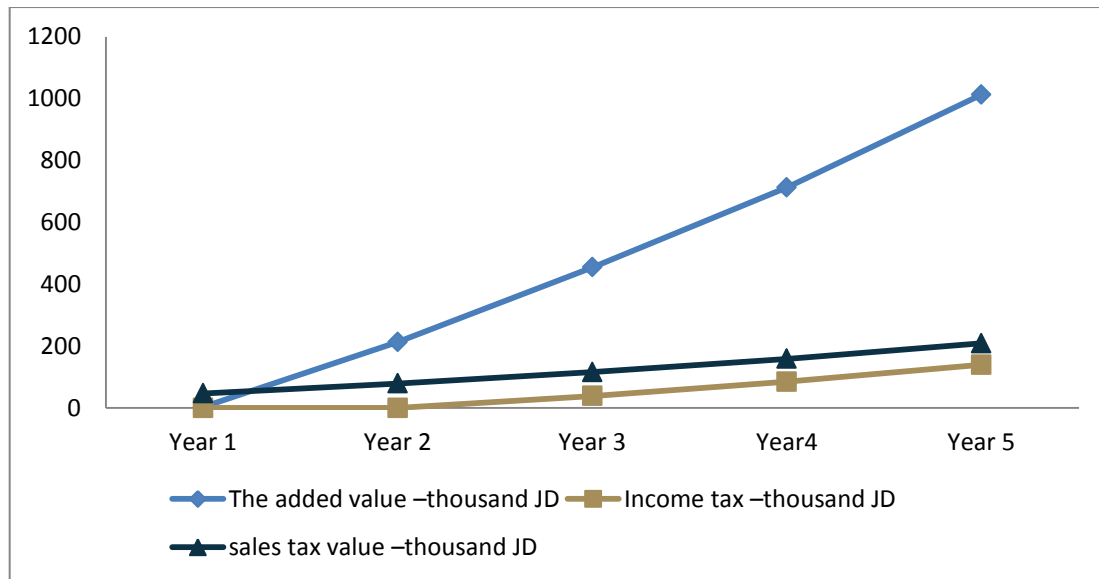 1200
1000
800
600
400
200
0
Year 1 Year 2 Year 3 Year4 Year 5
The added value –thousand JD Income tax –thousand JD
sales tax value –thousand JD